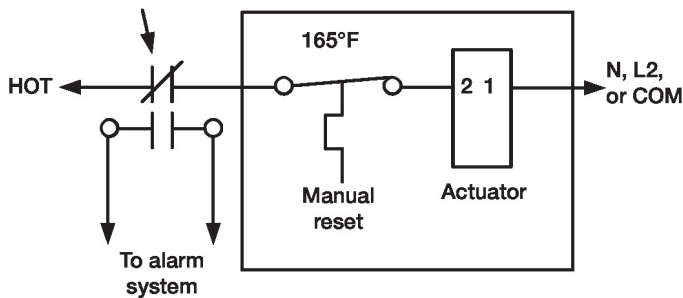 165°F
HOT
2 1
N, L2,
or COM
Manual
reset
Actuator
To alarm
system